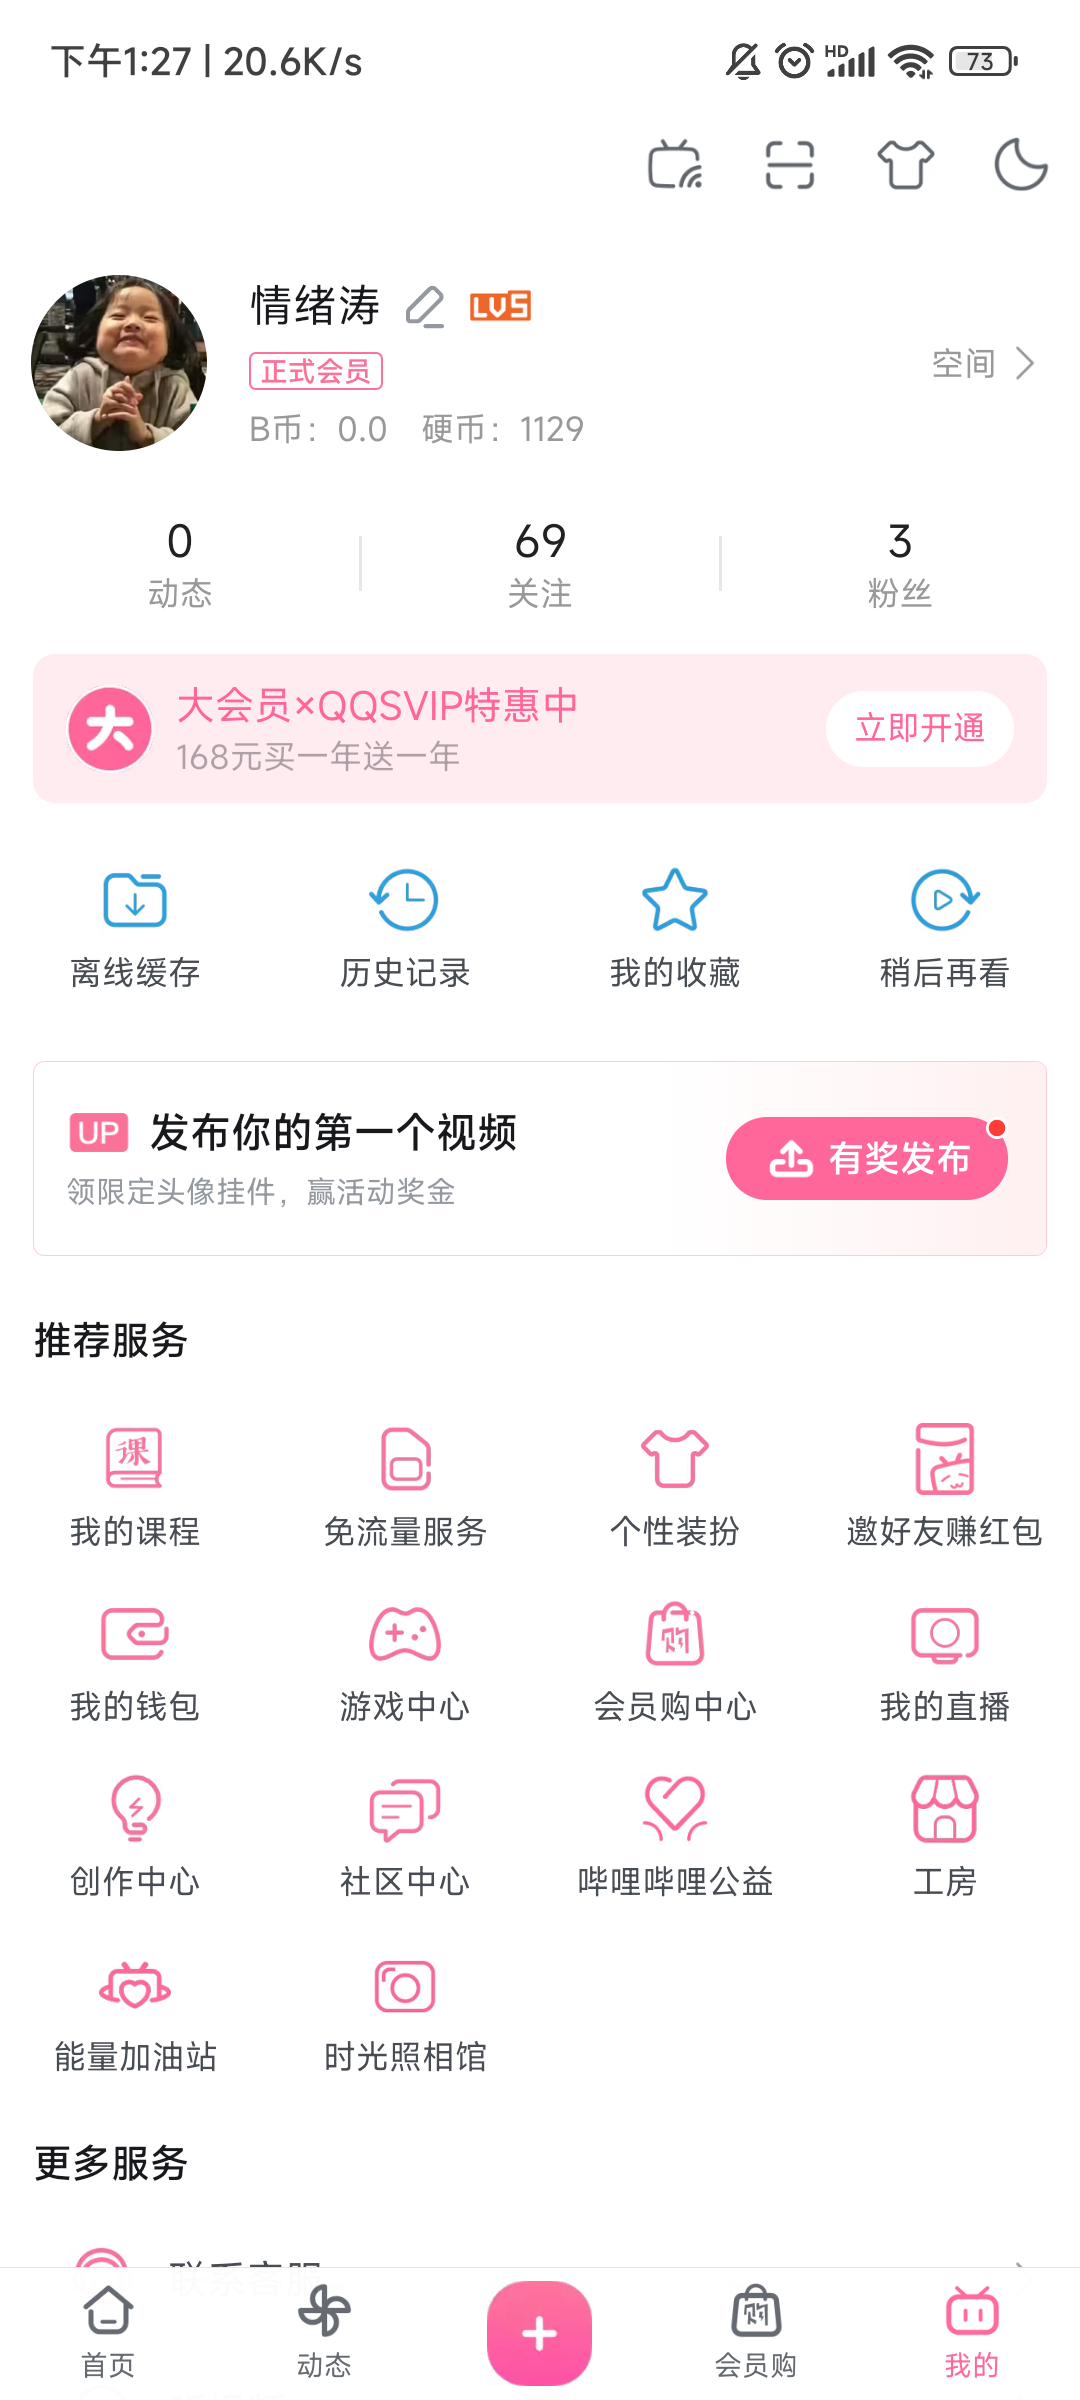 下午1:27 | 20.6K/s
HD
73
情绪涛
LV5
正式会员
B币：0.0 硬币：1129
空间
0
动态
69
关注
3
粉丝
大
大会员×QQSVIP特惠中
168元买一年送一年
立即开通
离线缓存
历史记录
我的收藏
稍后再看
UP 发布你的第一个视频
领限定头像挂件，赢活动奖金
有奖发布
推荐服务
课
我的课程
免流量服务
个性装扮
邀好友赚红包
我的钱包
游戏中心
购
会员购中心
我的直播
创作中心
社区中心
哔哩哔哩公益
工房
能量加油站
时光照相馆
更多服务
联系客服
首页
动态
购
会员购
我的